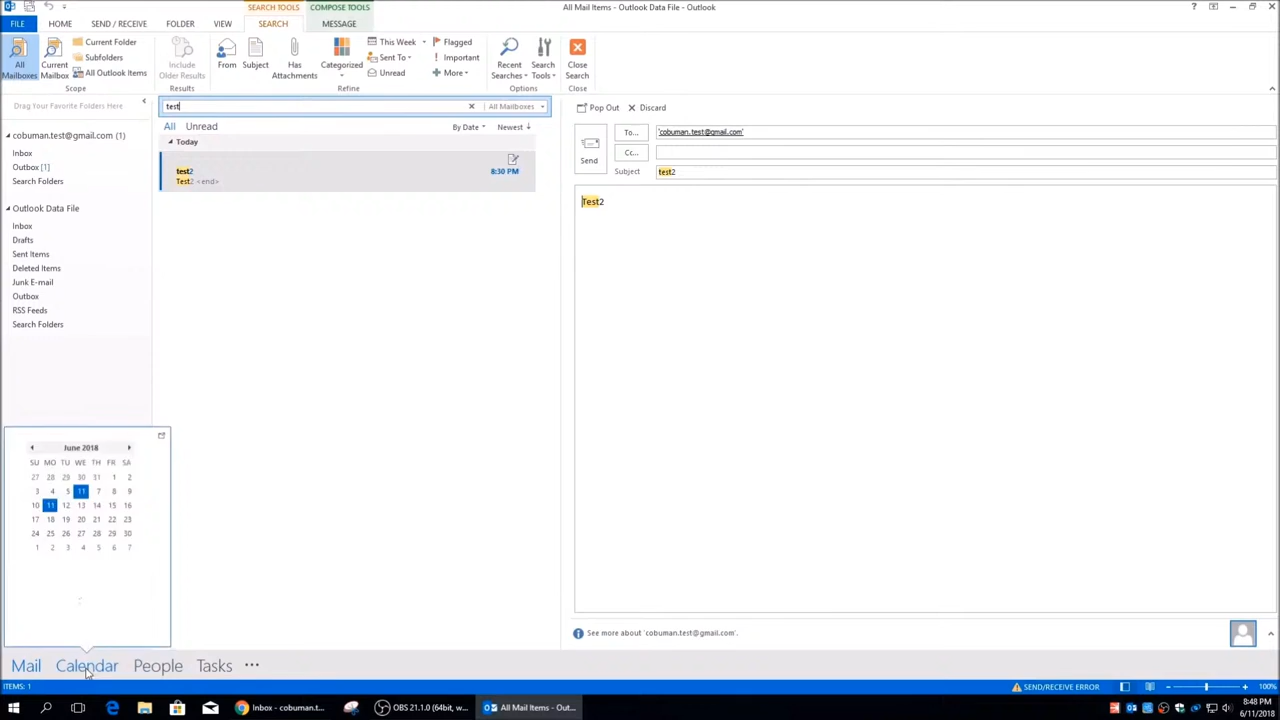 SEARCH TOOLS COMPOSE TOOLS All Mail Items - Outlook Data File - Outlook
FILE HOME SEND / RECEIVE FOLDER VIEW SEARCH MESSAGE
All Mailboxes
Current Mailbox
Current Folder
Subfolders
All Outlook Items
Scope
Include Older Results
Results
From
Subject
Has Attachments
Categorized
This Week
Sent To
Unread
Flagged
Important
More
Refine
Recent Searches
Search Tools
Options
Close Search
Close
Drag Your Favorite Folders Here
cobuman.test@gmail.com (1)
Inbox
Outbox [1]
Search Folders
Outlook Data File
Inbox
Drafts
Sent Items
Deleted Items
Junk E-mail
Outbox
RSS Feeds
Search Folders
test All Mailboxes
All Unread
By Date Newest ↓
Today
test2 8:30 PM
Test2 <end>
Pop Out Discard
Send
To... 'cobuman.test@gmail.com'
Cc...
Subject test2
Test2
See more about 'cobuman.test@gmail.com'.
June 2018
SU MO TU WE TH FR SA
27 28 29 30 31 1 2
3 4 5 11 7 8 9
10 11 12 13 14 15 16
17 18 19 20 21 22 23
24 25 26 27 28 29 30
1 2 3 4 5 6 7
Mail Calendar People Tasks •••
ITEMS: 1 SEND/RECEIVE ERROR 100%
Inbox - cobuman.t... OBS 21.1.0 (64bit, w... All Mail Items - Out...
8:48 PM
6/11/2018